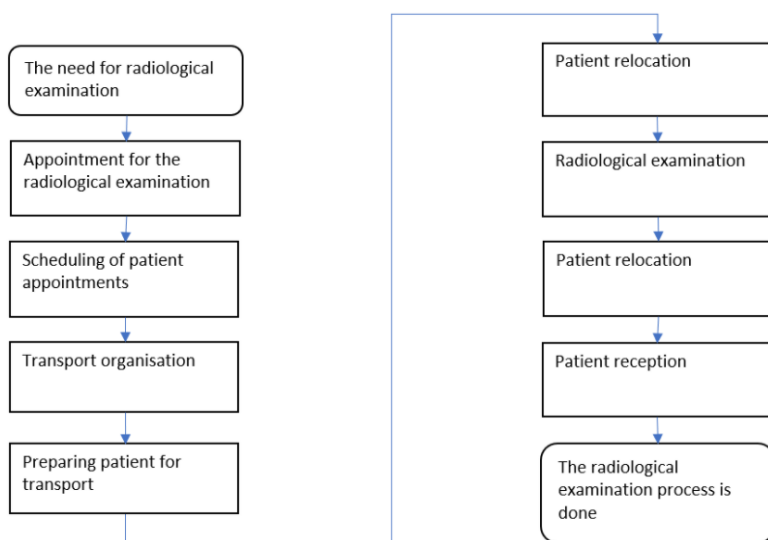 The need for radiological
examination
Appointment for the
radiological examination
Scheduling of patient
appointments
Transport organisation
Preparing patient for
transport
Patient relocation
Radiological examination
Patient relocation
Patient reception
The radiological
examination process is
done